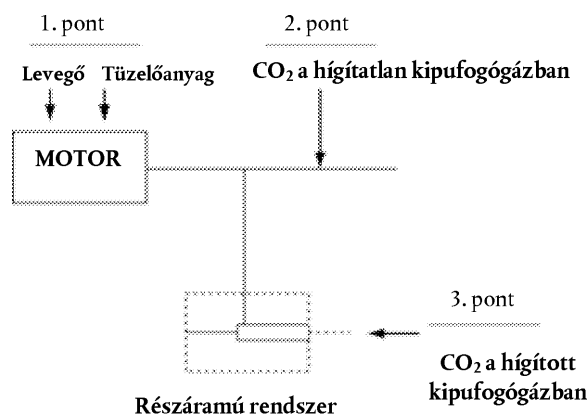 1. pont
2. pont
Levegő Tüzelőanyag
CO₂ a hígítatlan kipufogógázban
MOTOR
3. pont
CO₂ a hígított
kipufogógázban
Részáramú rendszer